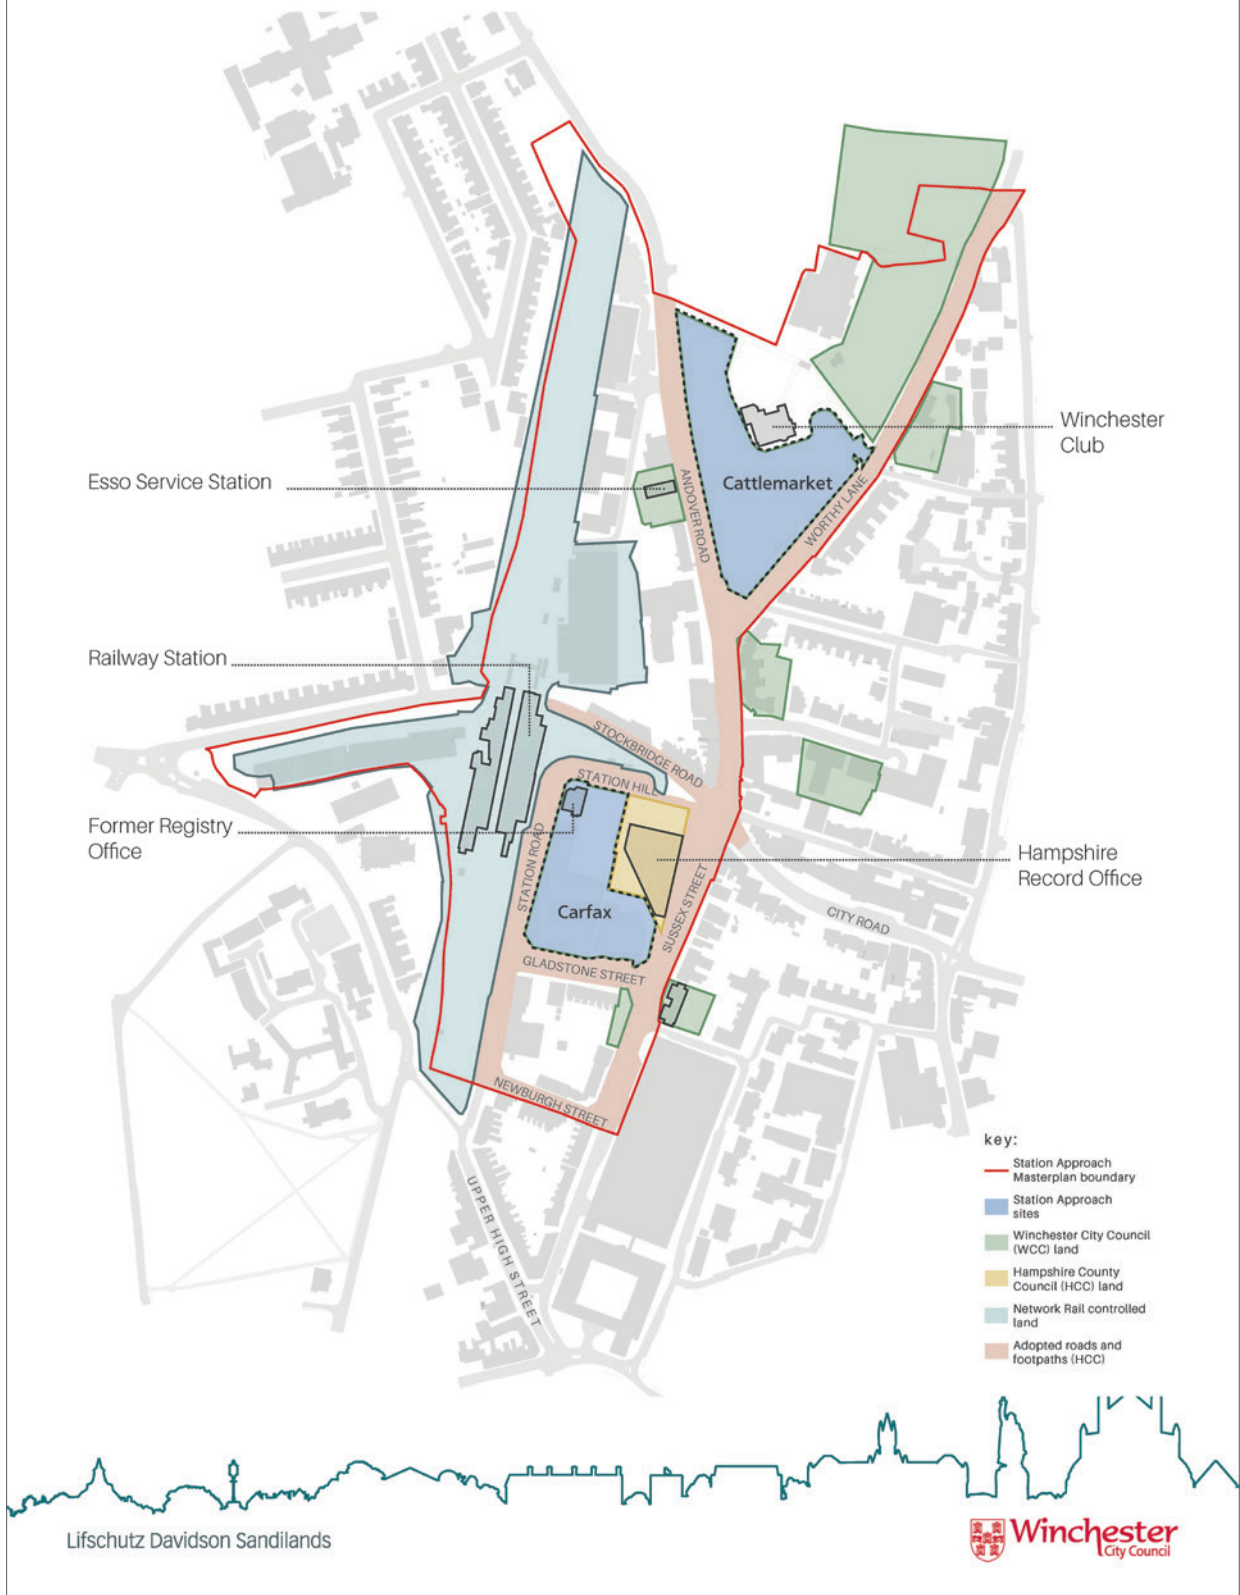 Winchester
Club
Esso Service Station
Cattlemarket
ANDOVER ROAD
WORTHY LANE
Railway Station
STOCKBRIDGE ROAD
STATION HILL
Former Registry
Office
STATION ROAD
Hampshire
Record Office
Carfax
SUSSEX STREET
CITY ROAD
GLADSTONE STREET
NEWBURGH STREET
UPPER HIGH STREET
key:
Station Approach
Masterplan boundary
Station Approach
sites
Winchester City Council
(WCC) land
Hampshire County
Council (HCC) land
Network Rail controlled
land
Adopted roads and
footpaths (HCC)
Lifschutz Davidson Sandilands
Winchester
City Council